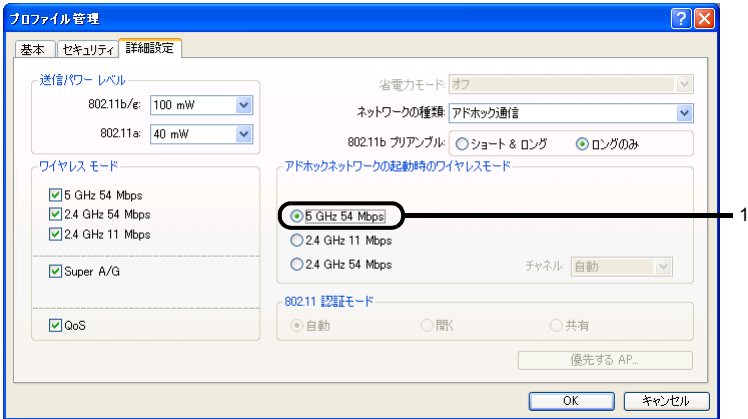 プロファイル管理
基本 セキュリティ 詳細設定
送信パワー レベル
802.11b/g: 100 mW
802.11a: 40 mW
省電力モード: オフ
ネットワークの種類: アドホック通信
802.11b プリアンブル: ショート & ロング ロングのみ
ワイヤレス モード
5 GHz 54 Mbps
2.4 GHz 54 Mbps
2.4 GHz 11 Mbps
Super A/G
QoS
アドホックネットワークの起動時のワイヤレスモード
5 GHz 54 Mbps
1
2.4 GHz 11 Mbps
2.4 GHz 54 Mbps
チャネル: 自動
802.11 認証モード
自動 開く 共有
優先する AP...
OK キャンセル